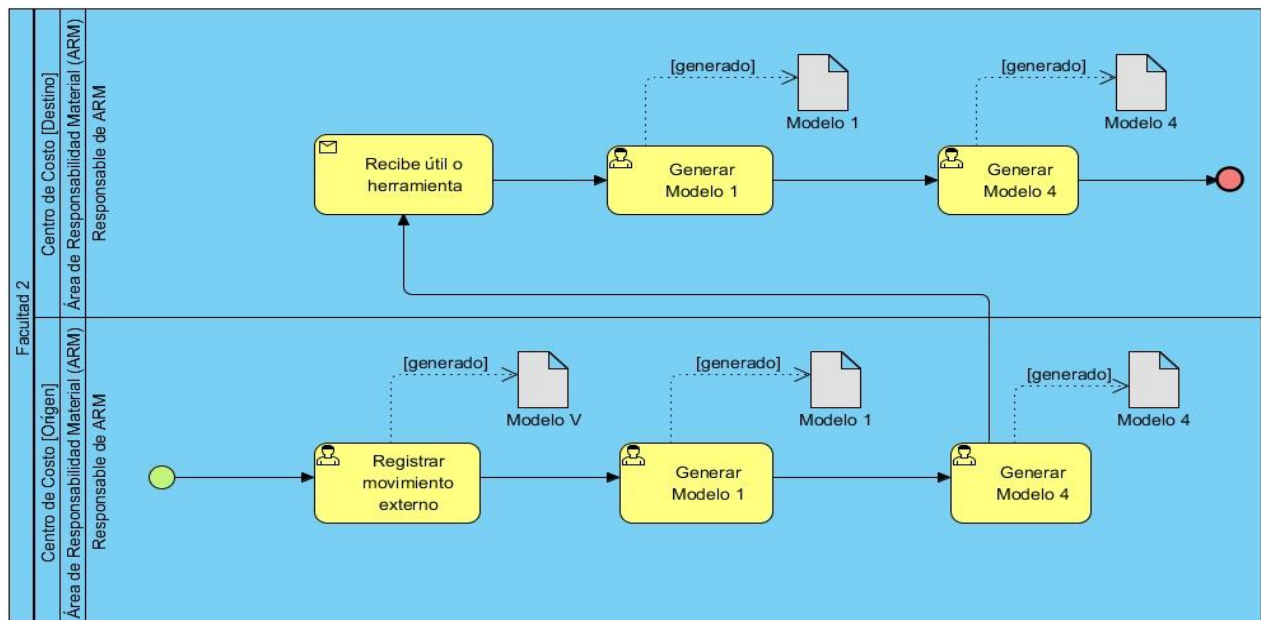 Facultad 2
Centro de Costo [Destino]
Área de Responsabilidad Material (ARM)
Responsable de ARM
[generado]
Modelo 1
[generado]
Modelo 4
Recibe útil o
herramienta
Generar
Modelo 1
Generar
Modelo 4
Centro de Costo [Origen]
Área de Responsabilidad Material (ARM)
Responsable de ARM
[generado]
Modelo V
[generado]
Modelo 1
[generado]
Modelo 4
Registrar
movimiento
externo
Generar
Modelo 1
Generar
Modelo 4